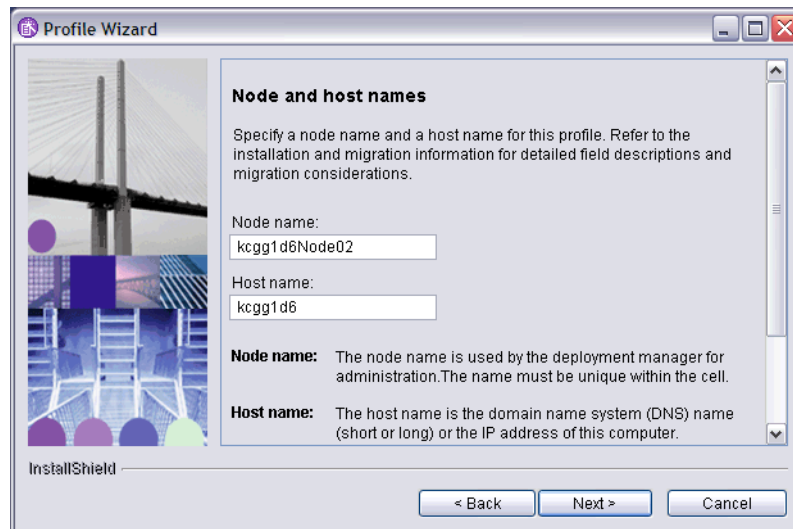 Profile Wizard
Node and host names
Specify a node name and a host name for this profile. Refer to the
installation and migration information for detailed field descriptions and
migration considerations.
Node name:
kcgg1d6Node02
Host name:
kcgg1d6
Node name: The node name is used by the deployment manager for
administration.The name must be unique within the cell.
Host name: The host name is the domain name system (DNS) name
(short or long) or the IP address of this computer.
InstallShield
< Back Next > Cancel